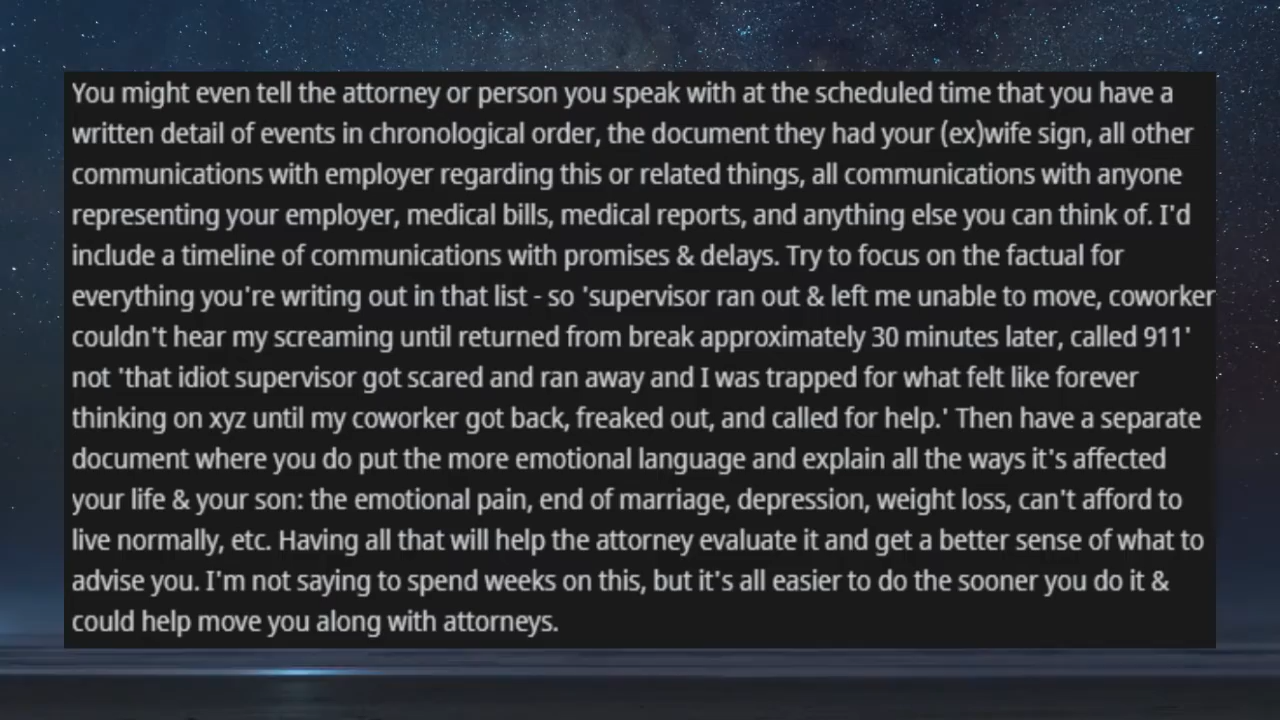 You might even tell the attorney or person you speak with at the scheduled time that you have a
written detail of events in chronological order, the document they had your (ex)wife sign, all other
communications with employer regarding this or related things, all communications with anyone
representing your employer, medical bills, medical reports, and anything else you can think of. I'd
include a timeline of communications with promises & delays. Try to focus on the factual for
everything you're writing out in that list - so 'supervisor ran out & left me unable to move, coworker
couldn't hear my screaming until returned from break approximately 30 minutes later, called 911'
not 'that idiot supervisor got scared and ran away and I was trapped for what felt like forever
thinking on xyz until my coworker got back, freaked out, and called for help.' Then have a separate
document where you do put the more emotional language and explain all the ways it's affected
your life & your son: the emotional pain, end of marriage, depression, weight loss, can't afford to
live normally, etc. Having all that will help the attorney evaluate it and get a better sense of what to
advise you. I'm not saying to spend weeks on this, but it's all easier to do the sooner you do it &
could help move you along with attorneys.